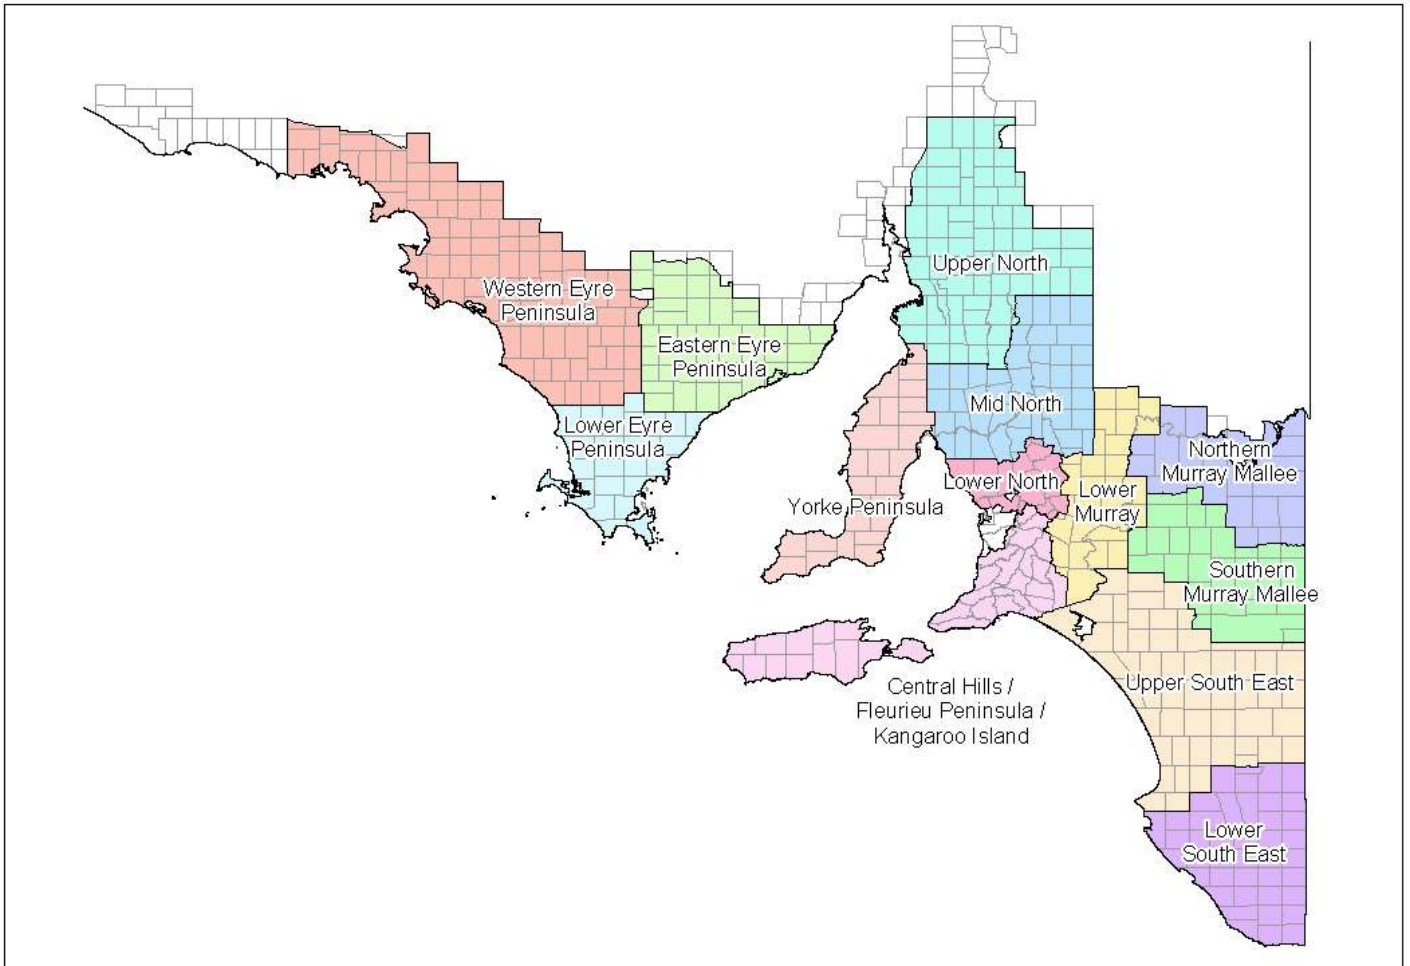 Upper North
Western Eyre
Peninsula
Eastern Eyre
Peninsula
Mid North
Lower Eyre
Peninsula
Northern
Murray Mallee
Lower North
Lower
Murray
Yorke Peninsula
Southern
Murray Mallee
Upper South East
Central Hills /
Fleurieu Peninsula /
Kangaroo Island
Lower
South East